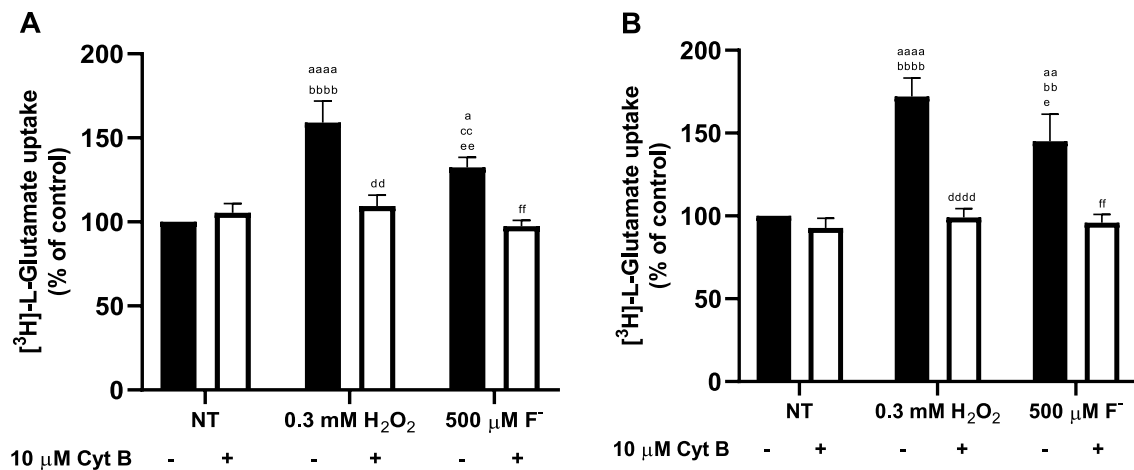 A
[³H]-L-Glutamate uptake
(% of control)
200
150
100
50
0
aaaa
bbbb
dd
a
cc
ee
ff
NT
0.3 mM H₂O₂
500 μM F⁻
10 μM Cyt B
- + - + - +
B
[³H]-L-Glutamate uptake
(% of control)
200
150
100
50
0
aaaa
bbbb
dddd
aa
bb
e
ff
NT
0.3 mM H₂O₂
500 μM F⁻
10 μM Cyt B
- + - + - +